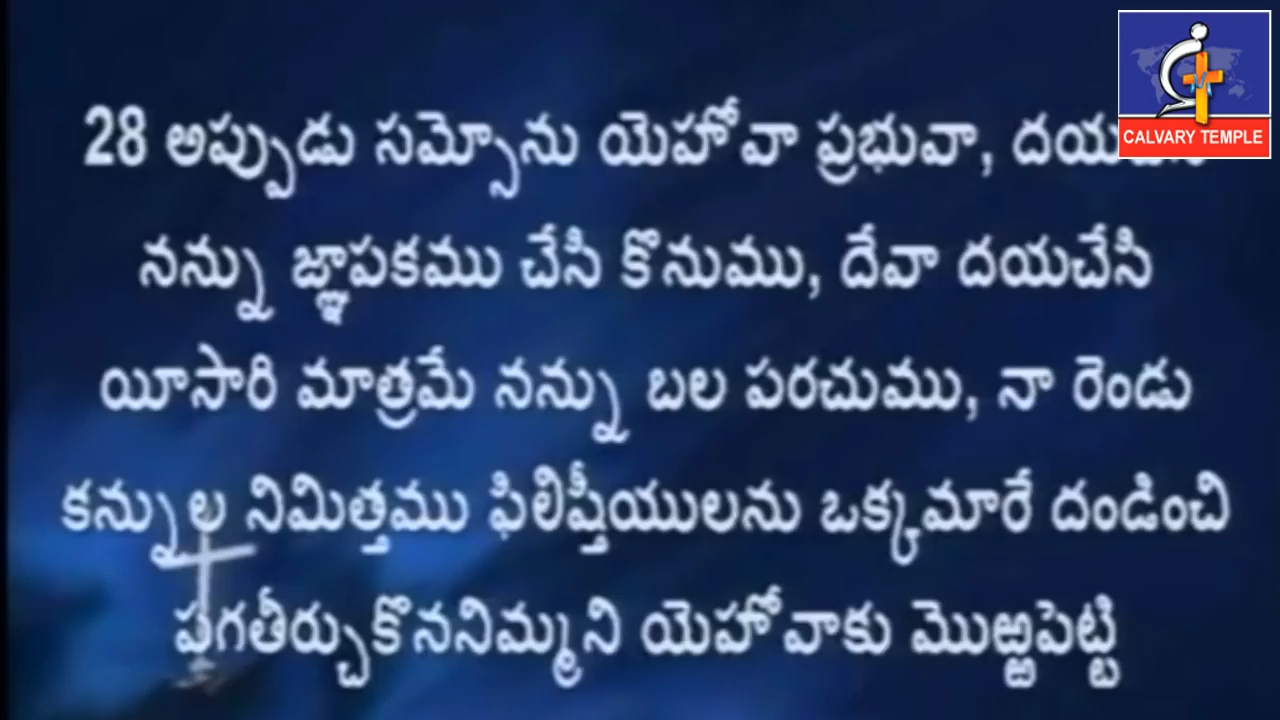 28 అప్పుడు సమ్సోను యెహోవా ప్రభువా,
CALVARY TEMPLE
నన్ను జ్ఞాపకము చేసి కొనుము, దేవా దయచేసి
యీసారి మాత్రమే నన్ను బల పరచుము, నా రెండు
కన్నుల నిమిత్తము ఫిలిష్తీయులను ఒక్కమారే దండించి
పగతీర్చుకొననిమ్మని యెహోవాకు మొఱ్ఱపెట్టి